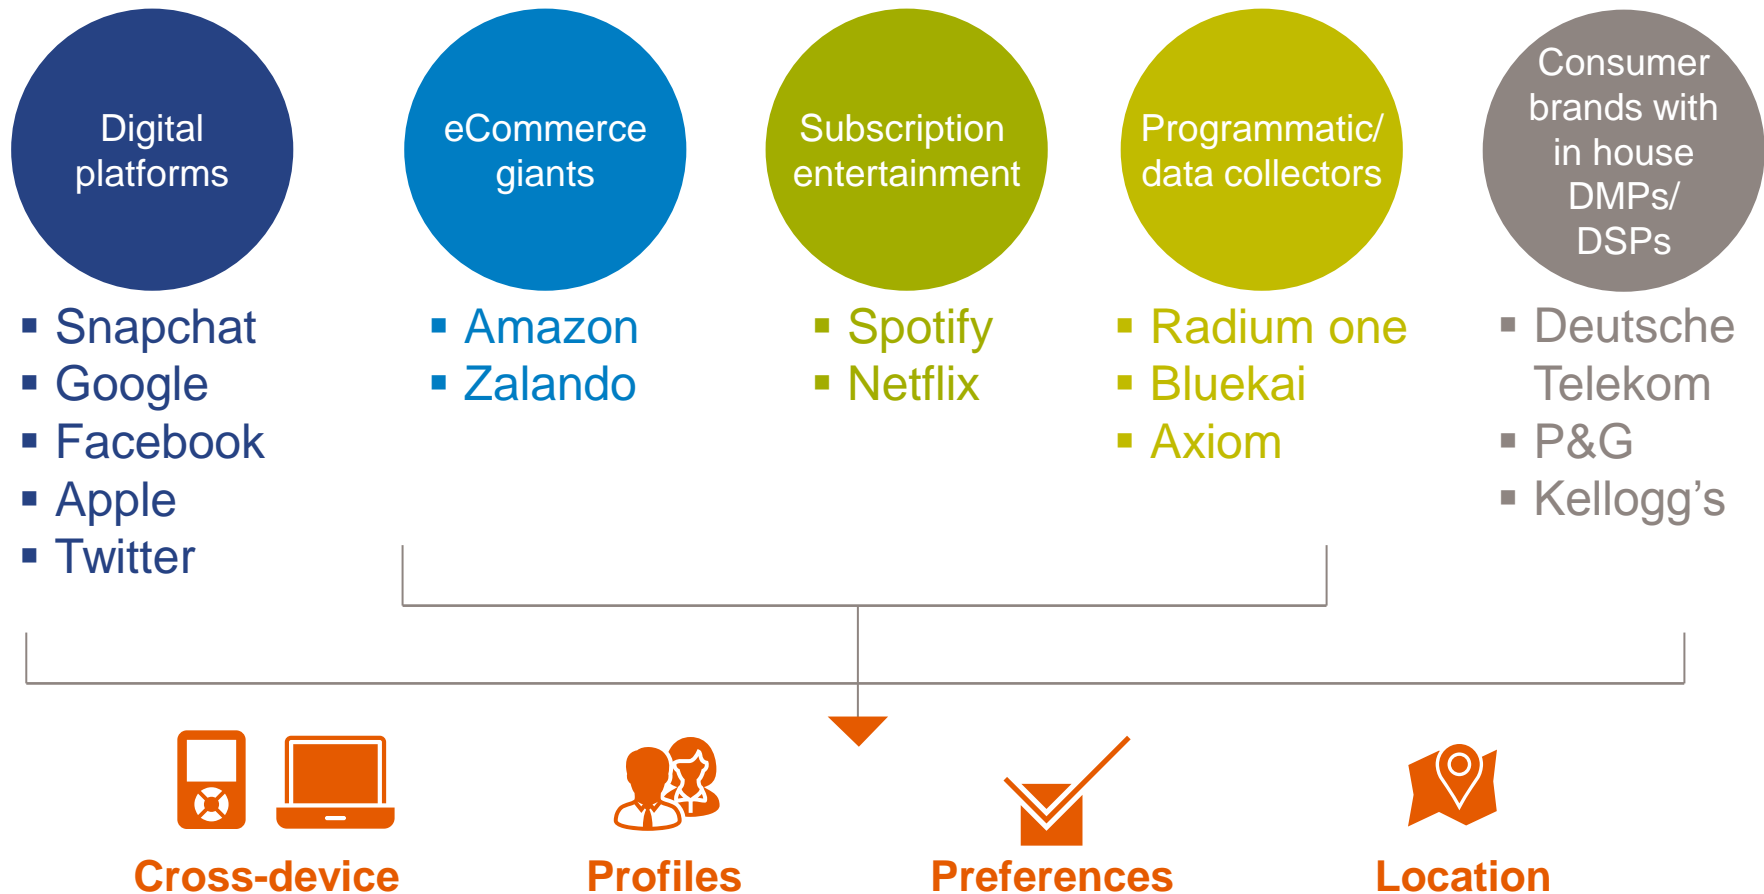 Digital
platforms
eCommerce
giants
Subscription
entertainment
Programmatic/
data collectors
Consumer
brands with
in house
DMPs/
DSPs
▪ Snapchat
▪ Google
▪ Facebook
▪ Apple
▪ Twitter
▪ Amazon
▪ Zalando
▪ Spotify
▪ Netflix
▪ Radium one
▪ Bluekai
▪ Axiom
▪ Deutsche
Telekom
▪ P&G
▪ Kellogg’s
Cross-device
Profiles
Preferences
Location